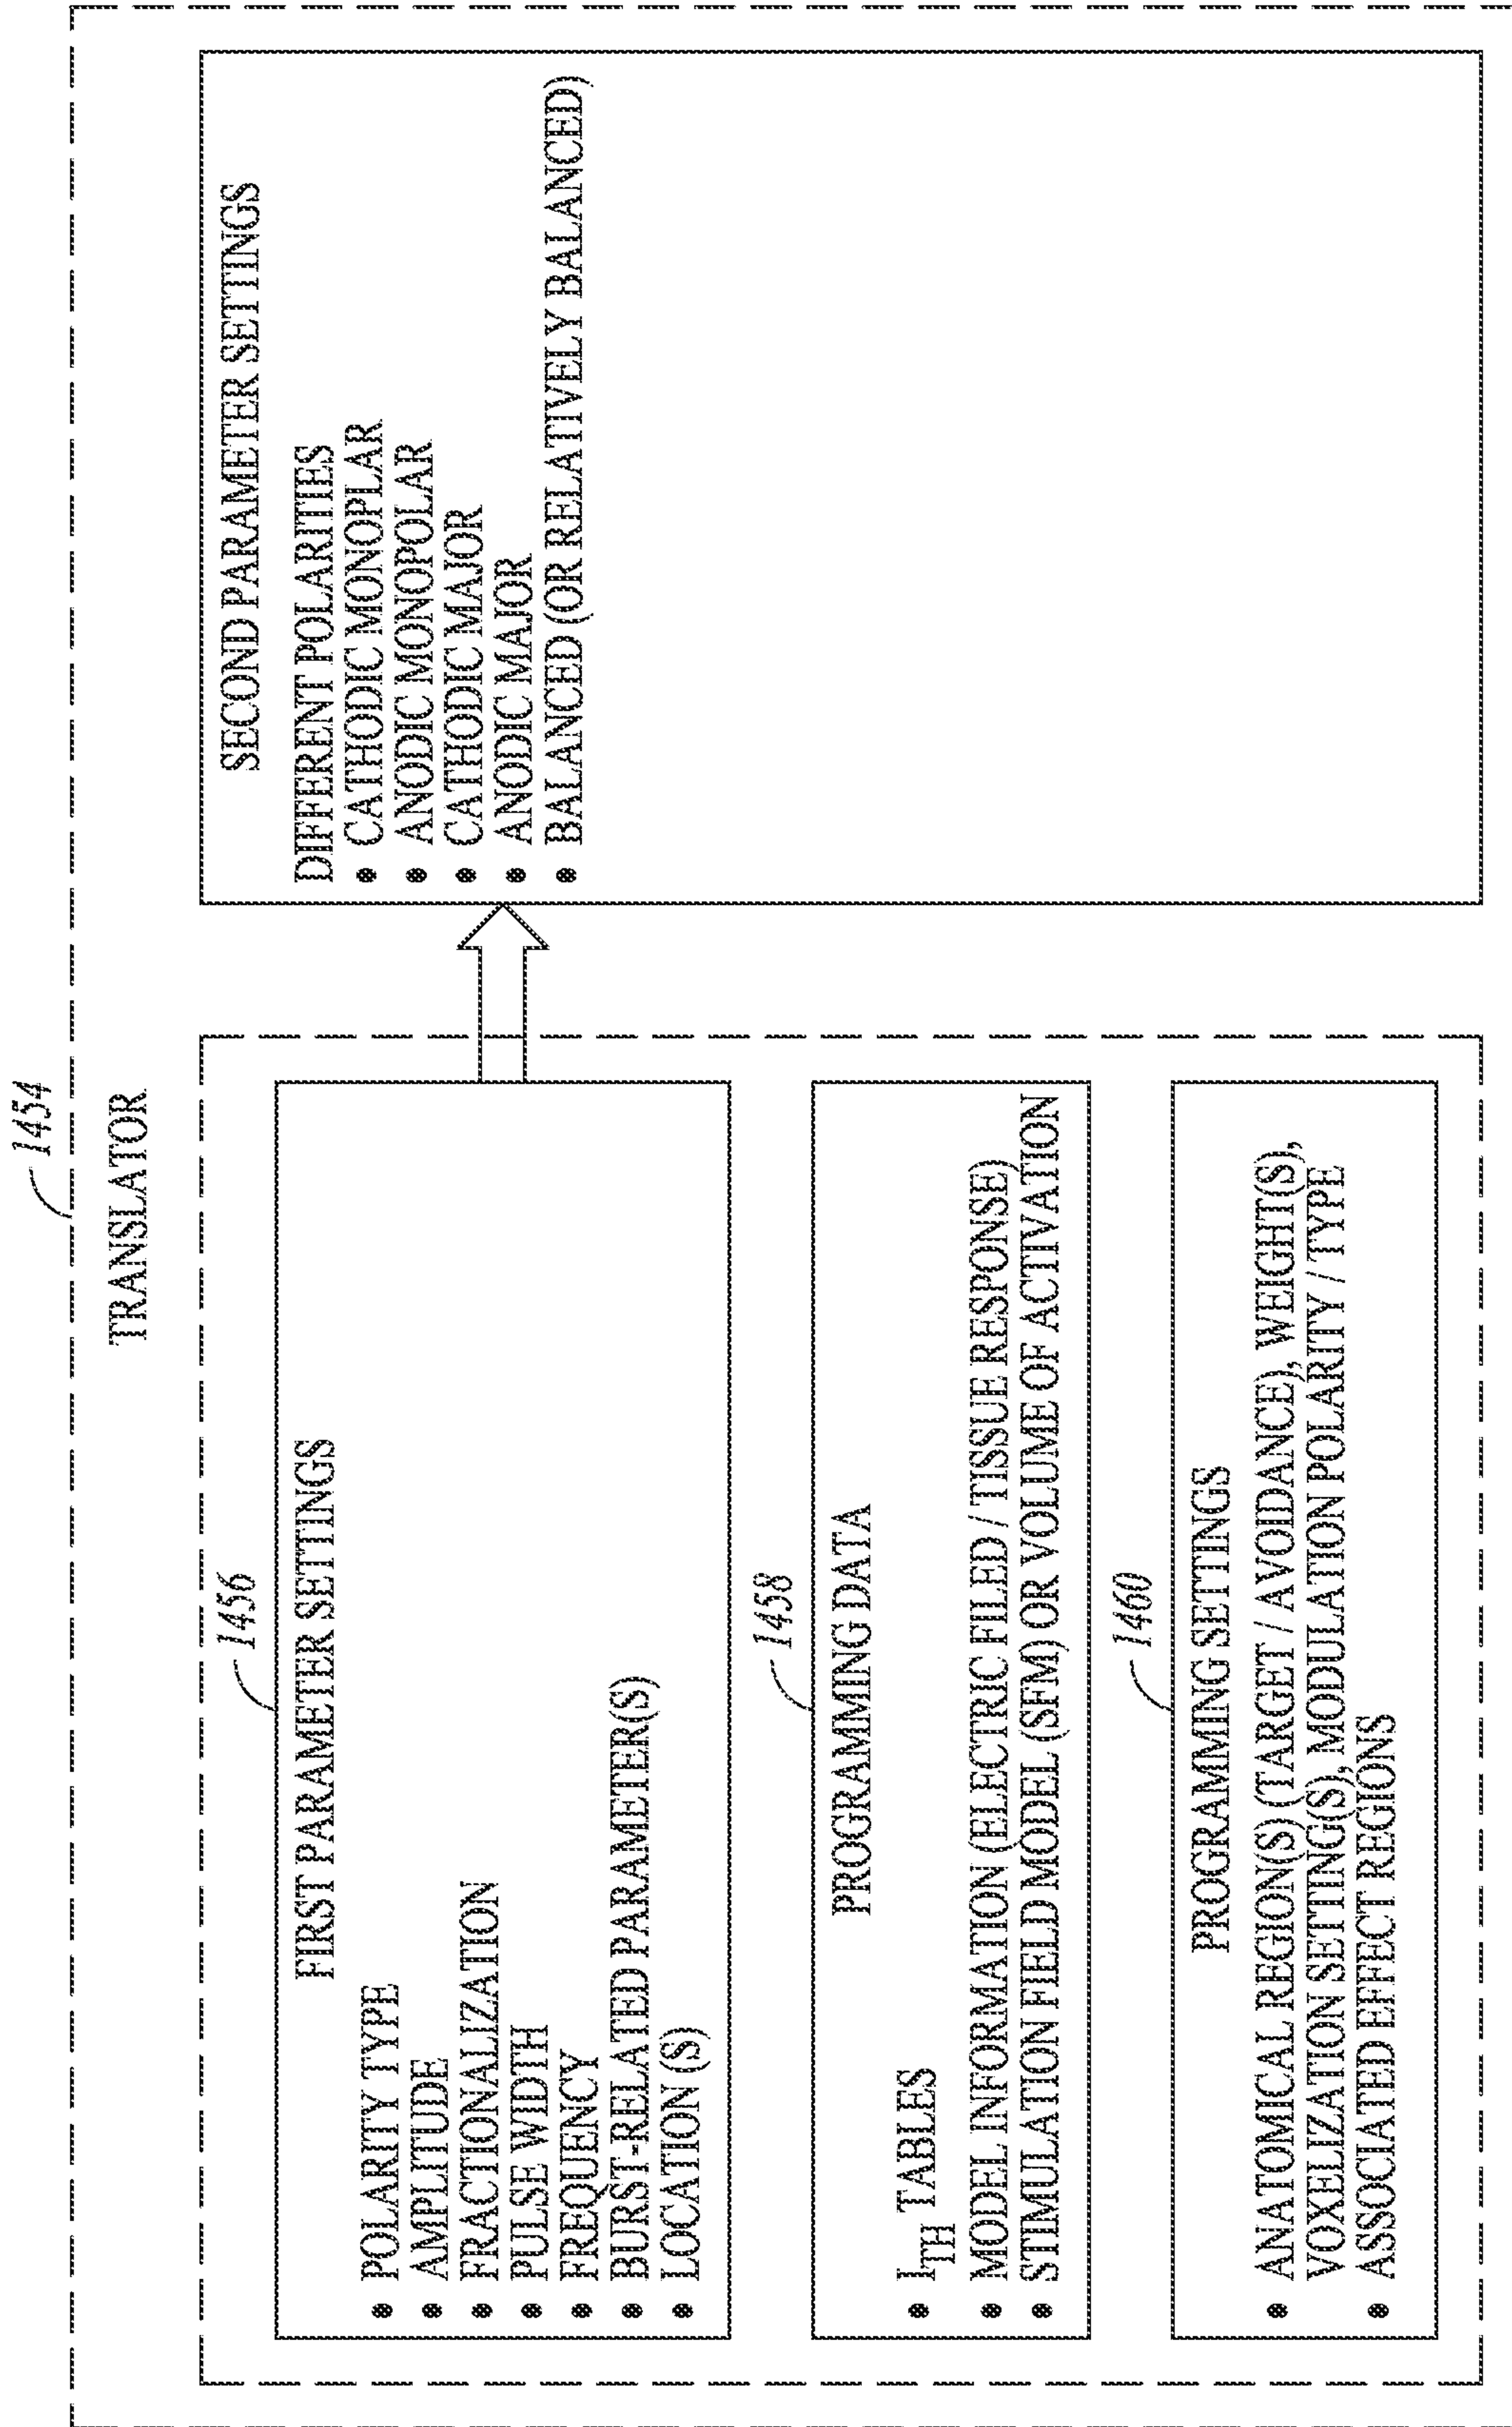 1454
TRANSLATOR
1456
FIRST PARAMETER SETTINGS
● POLARITY TYPE
● AMPLITUDE
● FRACTIONALIZATION
● PULSE WIDTH
● FREQUENCY
● BURST-RELATED PARAMETER(S)
● LOCATION (S)
1458
PROGRAMMING DATA
● ITH TABLES
● MODEL INFORMATION (ELECTRIC FILED / TISSUE RESPONSE)
● STIMULATION FIELD MODEL (SFM) OR VOLUME OF ACTIVATION
1460
PROGRAMMING SETTINGS
● ANATOMICAL REGION(S) (TARGET / AVOIDANCE), WEIGHT(S),
VOXELIZATION SETTING(S), MODULATION POLARITY / TYPE
● ASSOCIATED EFFECT REGIONS
SECOND PARAMETER SETTINGS
DIFFERENT POLARITIES
● CATHODIC MONOPLAR
● ANODIC MONOPOLAR
● CATHODIC MAJOR
● ANODIC MAJOR
● BALANCED (OR RELATIVELY BALANCED)